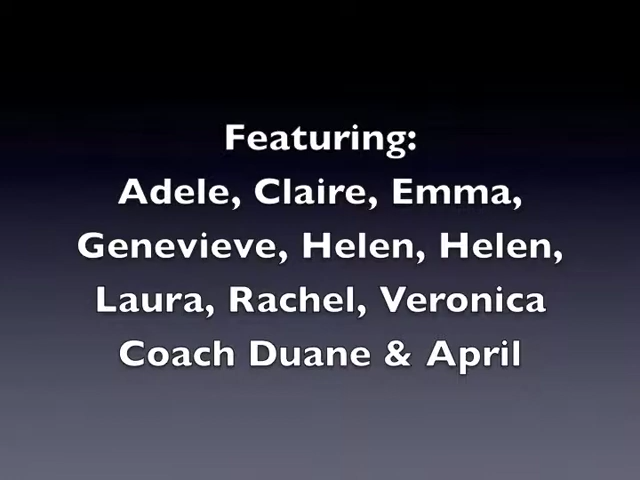 Featuring:
Adele, Claire, Emma,
Genevieve, Helen, Helen,
Laura, Rachel, Veronica
Coach Duane & April